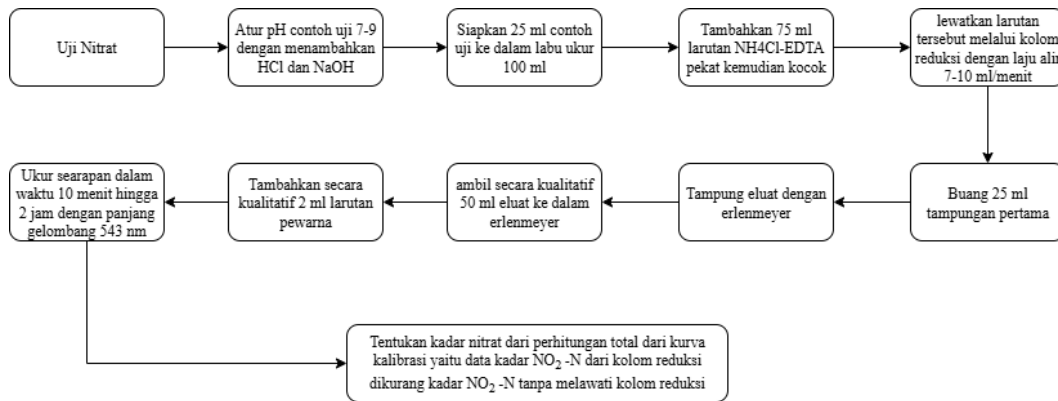 Uji Nitrat
Atur pH contoh uji 7-9
dengan menambahkan
HCl dan NaOH
Siapkan 25 ml contoh
uji ke dalam labu ukur
100 ml
Tambahkan 75 ml
larutan NH4Cl-EDTA
pekat kemudian kocok
lewatkan larutan
tersebut melalui kolom
reduksi dengan laju alir
7-10 ml/menit
Buang 25 ml
tampungan pertama
Tampung eluat dengan
erlenmeyer
ambil secara kualitatif
50 ml eluat ke dalam
erlenmeyer
Tambahkan secara
kualitatif 2 ml larutan
pewarna
Ukur searapan dalam
waktu 10 menit hingga
2 jam dengan panjang
gelombang 543 nm
Tentukan kadar nitrat dari perhitungan total dari kurva
kalibrasi yaitu data kadar NO₂ -N dari kolom reduksi
dikurang kadar NO₂ -N tanpa melawati kolom reduksi